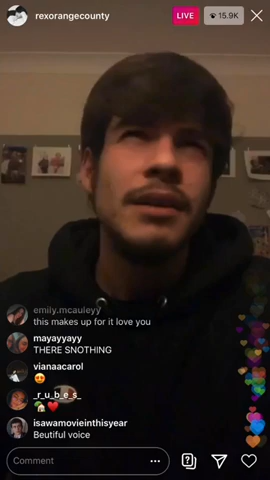 rexorangecounty
LIVE
15.9K
emily.mcauleyy
this makes up for it love you
mayayyayy
THERE SNOTHING
vianaacarol
😍
_r_u_b_e_s_
🏡❤️
isawamovieinthisyear
Beutiful voice
Comment